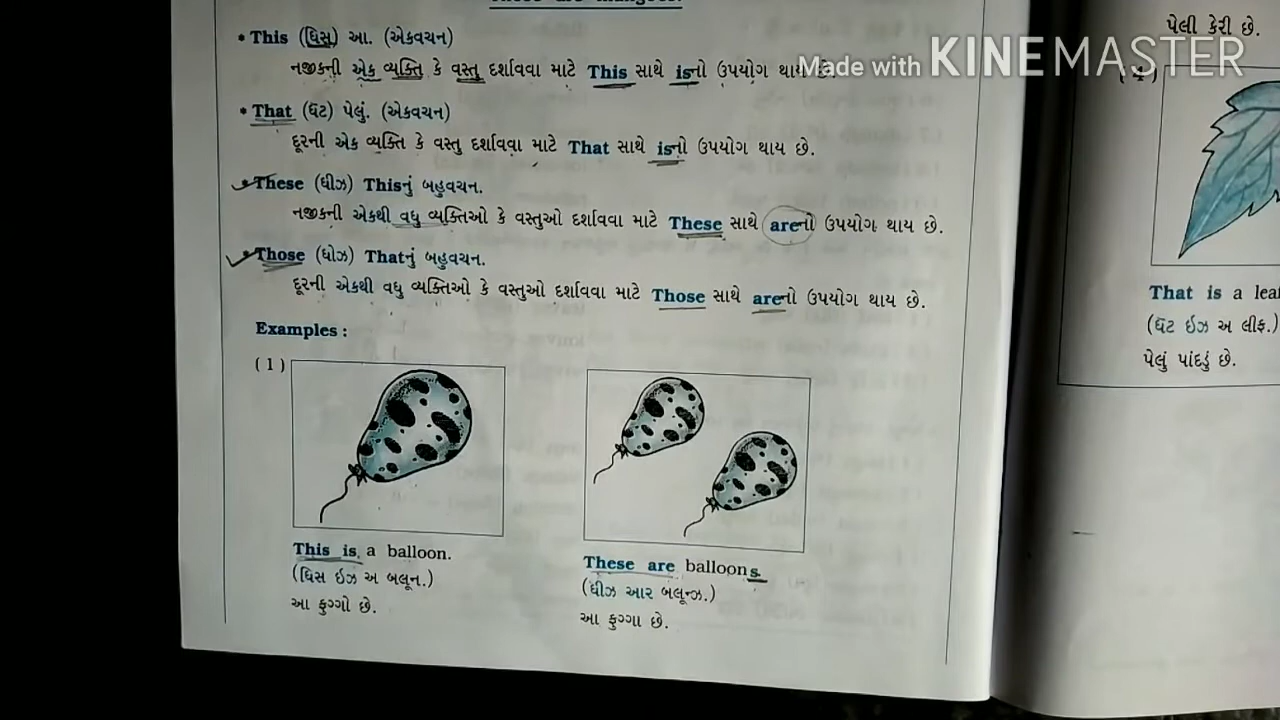 These are mangoes.
• This (ધિસ) આ. (એકવચન)
નજીકની એક વ્યક્તિ કે વસ્તુ દર્શાવવા માટે This સાથે isનો ઉપયોગ થાય છે.
• That (ધૅટ) પેલું. (એકવચન)
દૂરની એક વ્યક્તિ કે વસ્તુ દર્શાવવા માટે That સાથે isનો ઉપયોગ થાય છે.
• These (ધીઝ) Thisનું બહુવચન.
નજીકની એકથી વધુ વ્યક્તિઓ કે વસ્તુઓ દર્શાવવા માટે These સાથે areનો ઉપયોગ થાય છે.
• Those (ધોઝ) Thatનું બહુવચન.
દૂરની એકથી વધુ વ્યક્તિઓ કે વસ્તુઓ દર્શાવવા માટે Those સાથે areનો ઉપયોગ થાય છે.
Examples :
(1)
This is a balloon.
(ધિસ ઇઝ અ બલૂન.)
આ ફુગ્ગો છે.
These are balloons.
(ધીઝ આર બલૂન્ઝ.)
આ ફુગ્ગા છે.
પેલી કેરી છે.
Made with KINEMASTER
That is a lea
(ધૅટ ઇઝ અ લીફ.)
પેલું પાંદડું છે.